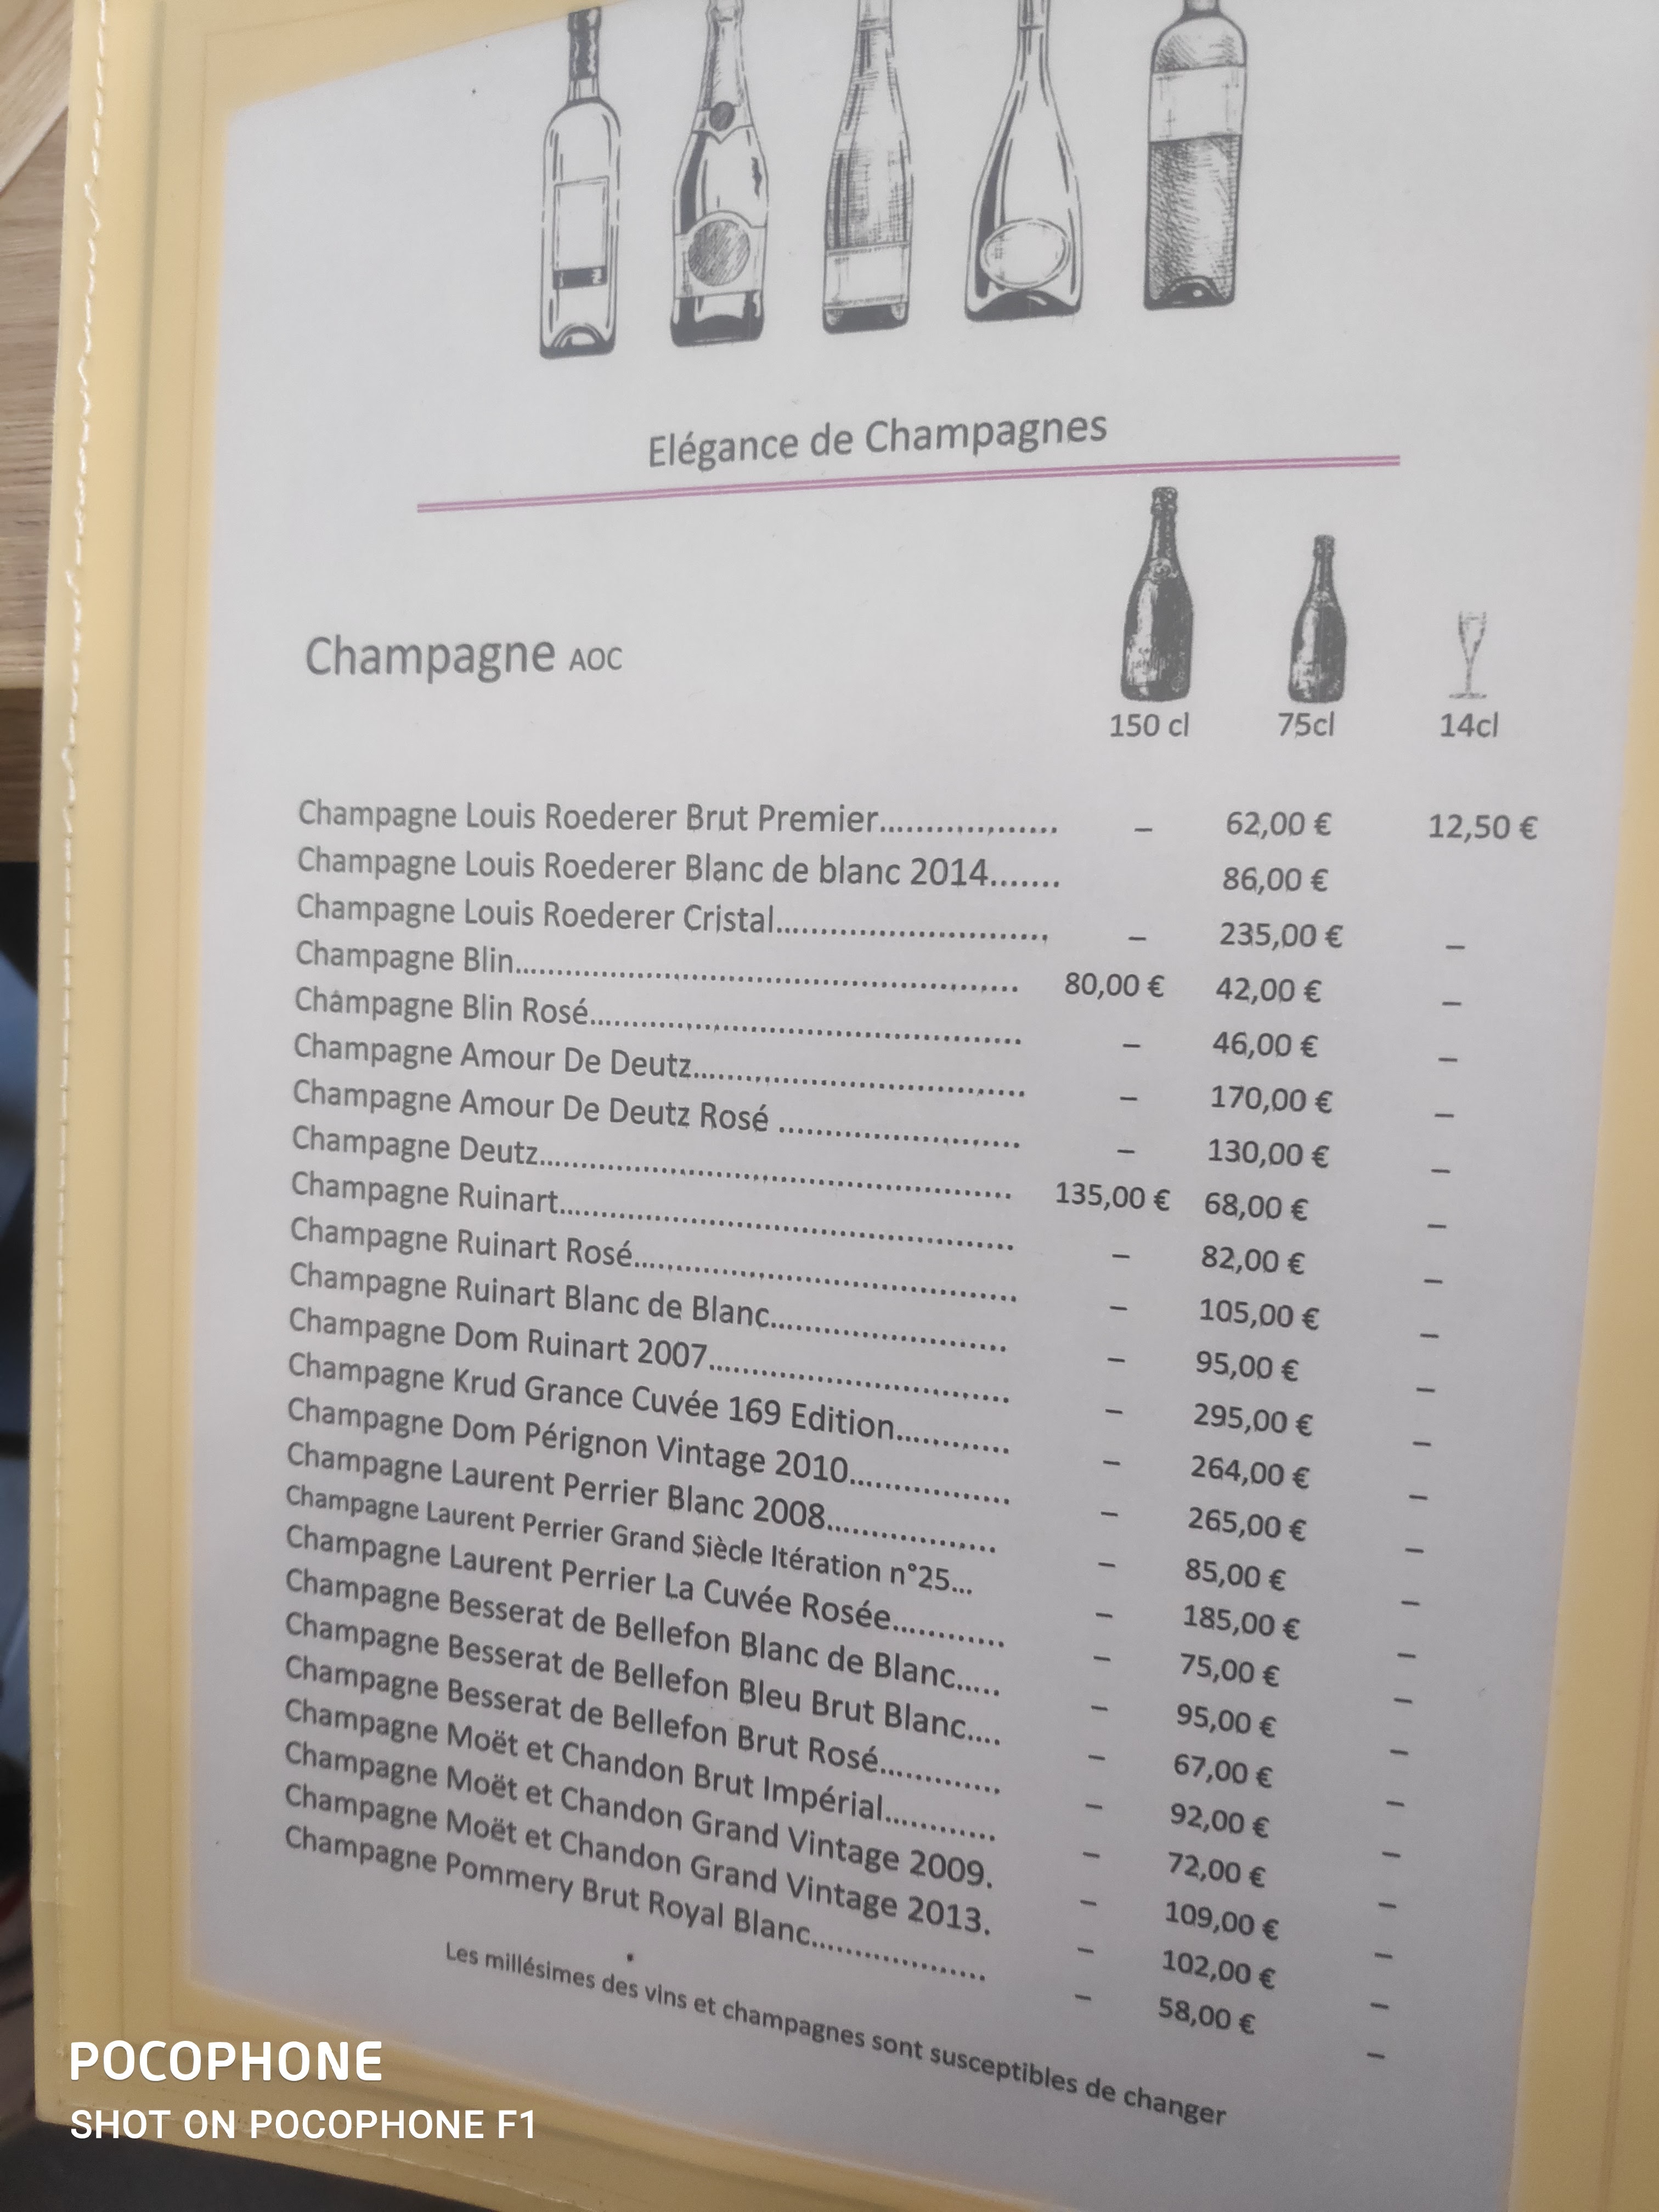 Elégance de Champagnes
Champagne AOC
150 cl 75cl 14cl
Champagne Louis Roederer Brut Premier................... – 62,00 € 12,50 €
Champagne Louis Roederer Blanc de blanc 2014....... 86,00 €
Champagne Louis Roederer Cristal............................. – 235,00 € –
Champagne Blin.................................................... 80,00 € 42,00 € –
Champagne Blin Rosé............................................. – 46,00 € –
Champagne Amour De Deutz................................... – 170,00 € –
Champagne Amour De Deutz Rosé ......................... – 130,00 € –
Champagne Deutz................................................. 135,00 € 68,00 € –
Champagne Ruinart............................................... – 82,00 € –
Champagne Ruinart Rosé........................................ – 105,00 € –
Champagne Ruinart Blanc de Blanc......................... – 95,00 € –
Champagne Dom Ruinart 2007................................ – 295,00 € –
Champagne Krud Grance Cuvée 169 Edition............ – 264,00 € –
Champagne Dom Pérignon Vintage 2010................. – 265,00 € –
Champagne Laurent Perrier Blanc 2008.................. – 85,00 € –
Champagne Laurent Perrier Grand Siècle Itération n°25... – 185,00 € –
Champagne Laurent Perrier La Cuvée Rosée............ – 75,00 € –
Champagne Besserat de Bellefon Blanc de Blanc..... – 95,00 € –
Champagne Besserat de Bellefon Bleu Brut Blanc.... – 67,00 € –
Champagne Besserat de Bellefon Brut Rosé............. – 92,00 € –
Champagne Moët et Chandon Brut Impérial............ – 72,00 € –
Champagne Moët et Chandon Grand Vintage 2009. – 109,00 € –
Champagne Moët et Chandon Grand Vintage 2013. – 102,00 € –
Champagne Pommery Brut Royal Blanc................... – 58,00 € –
Les millésimes des vins et champagnes sont susceptibles de changer
POCOPHONE
SHOT ON POCOPHONE F1